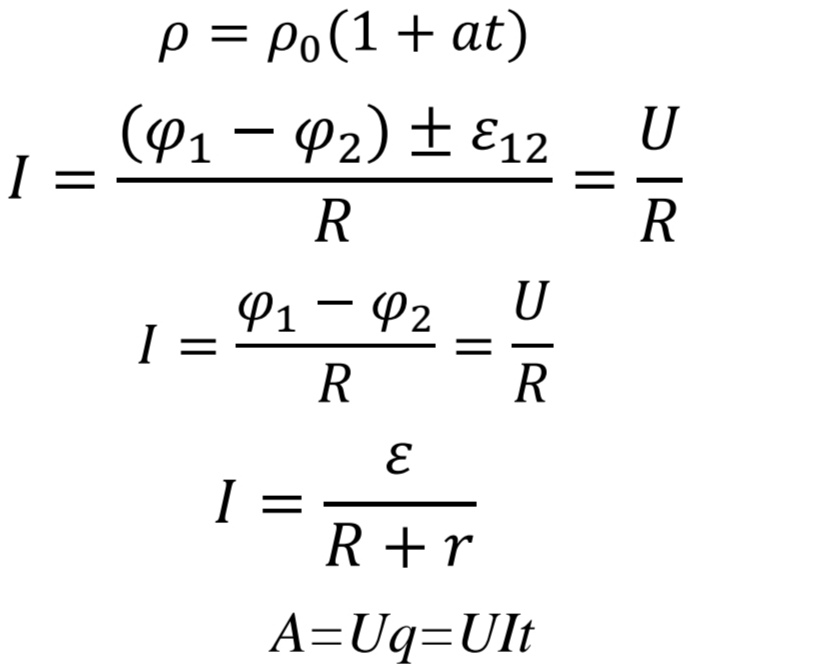 ρ = ρ₀(1 + at)
I = ((φ₁ − φ₂) ± ε₁₂)/R = U/R
I = (φ₁ − φ₂)/R = U/R
I = ε/(R + r)
A=Uq=UIt